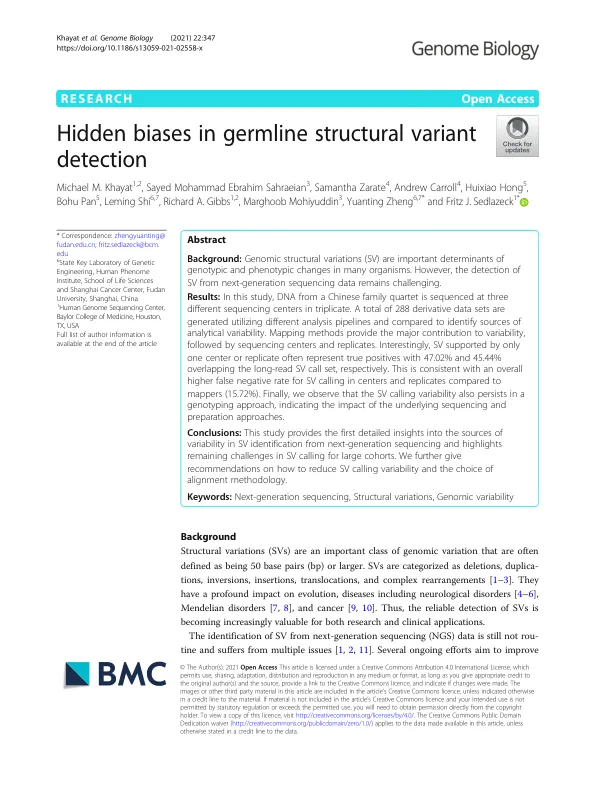 Khayat et al. Genome Biology (2021) 22:347
https://doi.org/10.1186/s13059-021-02558-x
Genome Biology
RESEARCH Open Access
Hidden biases in germline structural variant
detection
Check for
updates
Michael M. Khayat1,2, Sayed Mohammad Ebrahim Sahraeian3, Samantha Zarate4, Andrew Carroll4, Huixiao Hong5,
Bohu Pan5, Leming Shi6,7, Richard A. Gibbs1,2, Marghoob Mohiyuddin3, Yuanting Zheng6,7* and Fritz J. Sedlazeck1*
* Correspondence: zhengyuanting@
fudan.edu.cn; fritz.sedlazeck@bcm.
edu
6State Key Laboratory of Genetic
Engineering, Human Phenome
Institute, School of Life Sciences
and Shanghai Cancer Center, Fudan
University, Shanghai, China
1Human Genome Sequencing Center,
Baylor College of Medicine, Houston,
TX, USA
Full list of author information is
available at the end of the article
Abstract
Background: Genomic structural variations (SV) are important determinants of
genotypic and phenotypic changes in many organisms. However, the detection of
SV from next-generation sequencing data remains challenging.
Results: In this study, DNA from a Chinese family quartet is sequenced at three
different sequencing centers in triplicate. A total of 288 derivative data sets are
generated utilizing different analysis pipelines and compared to identify sources of
analytical variability. Mapping methods provide the major contribution to variability,
followed by sequencing centers and replicates. Interestingly, SV supported by only
one center or replicate often represent true positives with 47.02% and 45.44%
overlapping the long-read SV call set, respectively. This is consistent with an overall
higher false negative rate for SV calling in centers and replicates compared to
mappers (15.72%). Finally, we observe that the SV calling variability also persists in a
genotyping approach, indicating the impact of the underlying sequencing and
preparation approaches.
Conclusions: This study provides the first detailed insights into the sources of
variability in SV identification from next-generation sequencing and highlights
remaining challenges in SV calling for large cohorts. We further give
recommendations on how to reduce SV calling variability and the choice of
alignment methodology.
Keywords: Next-generation sequencing, Structural variations, Genomic variability
Background
Structural variations (SVs) are an important class of genomic variation that are often
defined as being 50 base pairs (bp) or larger. SVs are categorized as deletions, duplica-
tions, inversions, insertions, translocations, and complex rearrangements [1–3]. They
have a profound impact on evolution, diseases including neurological disorders [4–6],
Mendelian disorders [7, 8], and cancer [9, 10]. Thus, the reliable detection of SVs is
becoming increasingly valuable for both research and clinical applications.
The identification of SV from next-generation sequencing (NGS) data is still not rou-
tine and suffers from multiple issues [1, 2, 11]. Several ongoing efforts aim to improve
BMC
© The Author(s). 2021 Open Access This article is licensed under a Creative Commons Attribution 4.0 International License, which
permits use, sharing, adaptation, distribution and reproduction in any medium or format, as long as you give appropriate credit to
the original author(s) and the source, provide a link to the Creative Commons licence, and indicate if changes were made. The
images or other third party material in this article are included in the article's Creative Commons licence, unless indicated otherwise
in a credit line to the material. If material is not included in the article's Creative Commons licence and your intended use is not
permitted by statutory regulation or exceeds the permitted use, you will need to obtain permission directly from the copyright
holder. To view a copy of this licence, visit http://creativecommons.org/licenses/by/4.0/. The Creative Commons Public Domain
Dedication waiver (http://creativecommons.org/publicdomain/zero/1.0/) applies to the data made available in this article, unless
otherwise stated in a credit line to the data.